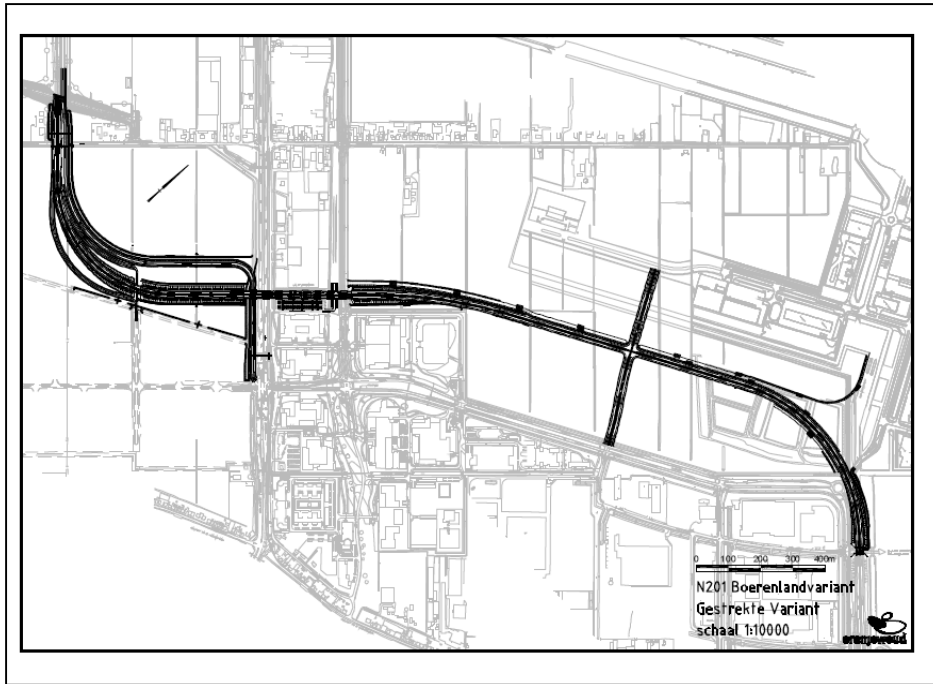 0 100 200 300 400m
N201 Boerenlandvariant
Gestrekte Variant
schaal 1:10000
oranjewoud